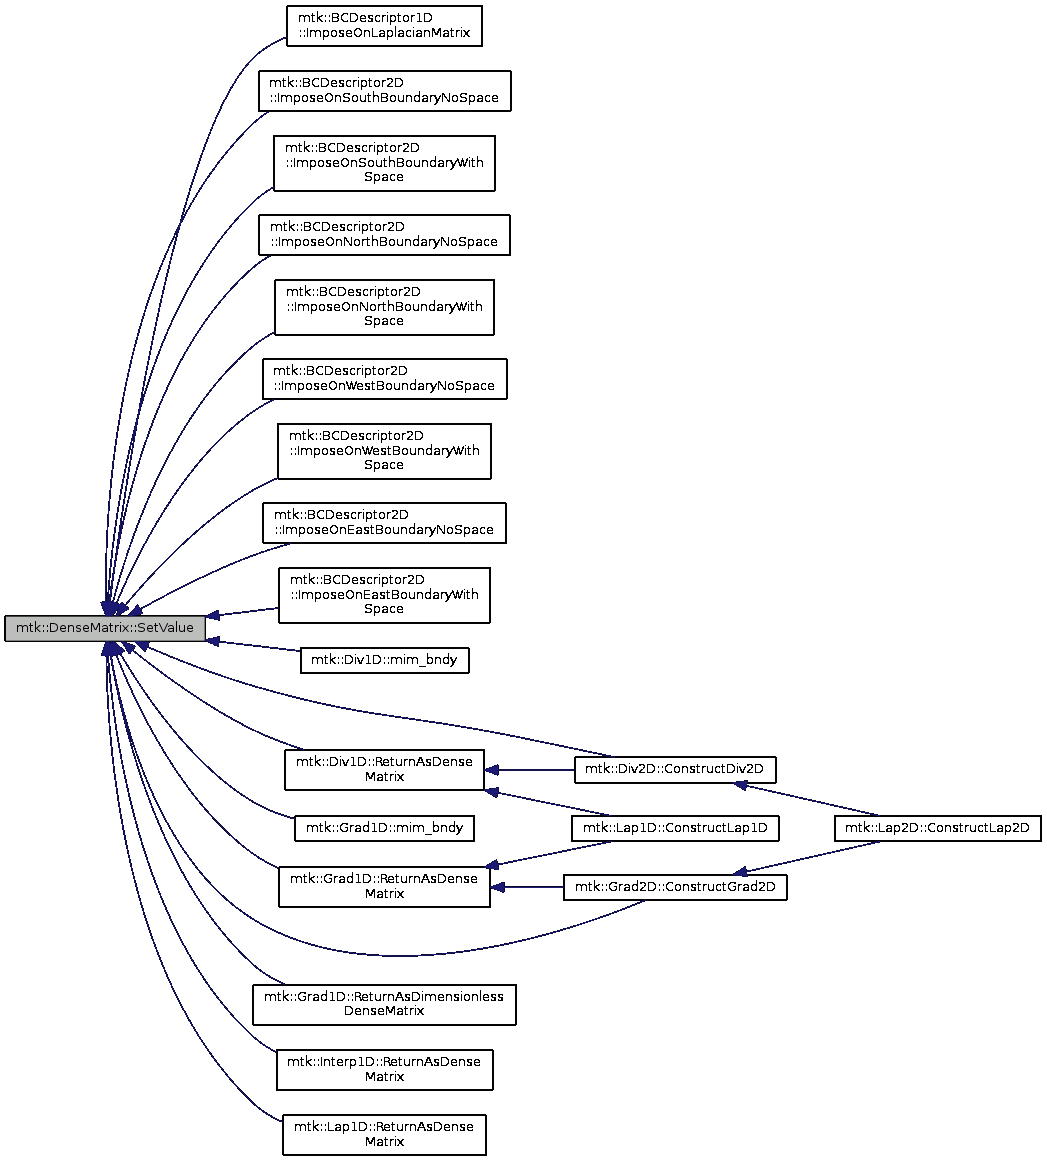 mtk::BCDescriptor1D
::ImposeOnLaplacianMatrix
mtk::BCDescriptor2D
::ImposeOnSouthBoundaryNoSpace
mtk::BCDescriptor2D
::ImposeOnSouthBoundaryWith
Space
mtk::BCDescriptor2D
::ImposeOnNorthBoundaryNoSpace
mtk::BCDescriptor2D
::ImposeOnNorthBoundaryWith
Space
mtk::BCDescriptor2D
::ImposeOnWestBoundaryNoSpace
mtk::BCDescriptor2D
::ImposeOnWestBoundaryWith
Space
mtk::BCDescriptor2D
::ImposeOnEastBoundaryNoSpace
mtk::BCDescriptor2D
::ImposeOnEastBoundaryWith
Space
mtk::DenseMatrix::SetValue
mtk::Div1D::mim_bndy
mtk::Div1D::ReturnAsDense
Matrix
mtk::Div2D::ConstructDiv2D
mtk::Grad1D::mim_bndy
mtk::Lap1D::ConstructLap1D
mtk::Lap2D::ConstructLap2D
mtk::Grad1D::ReturnAsDense
Matrix
mtk::Grad2D::ConstructGrad2D
mtk::Grad1D::ReturnAsDimensionless
DenseMatrix
mtk::Interp1D::ReturnAsDense
Matrix
mtk::Lap1D::ReturnAsDense
Matrix